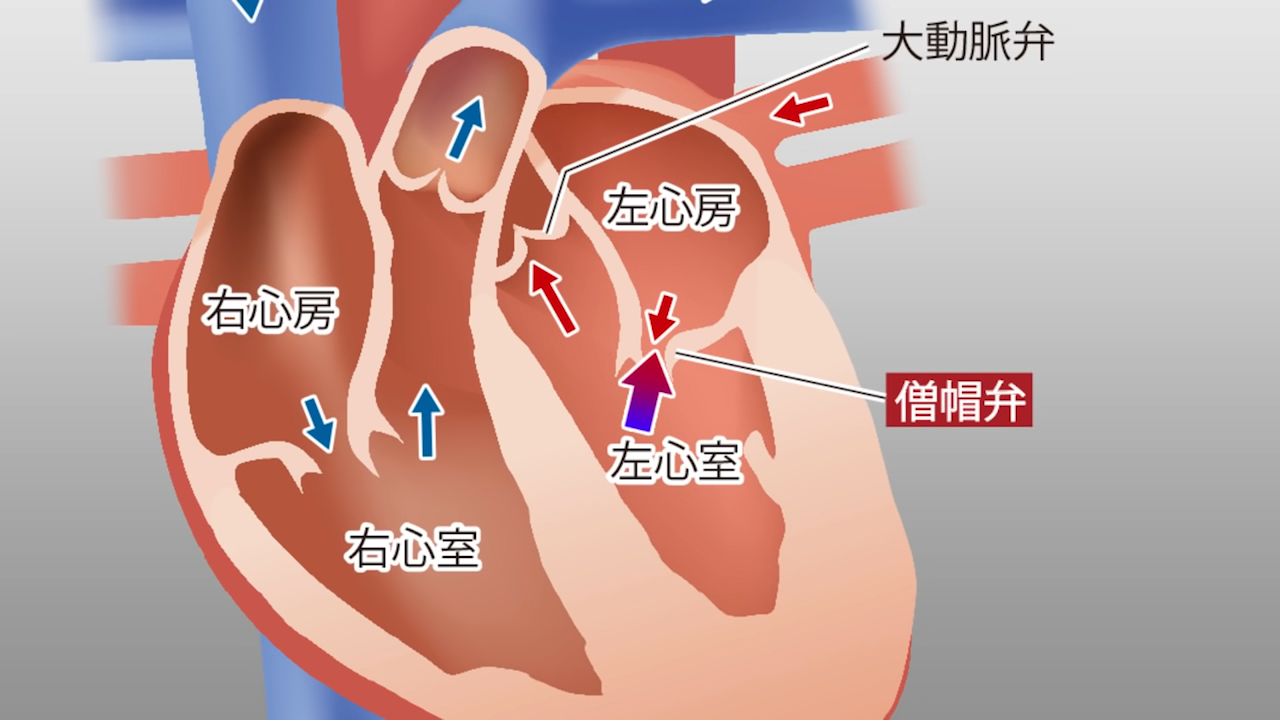 大動脈弁
左心房
右心房
僧帽弁
左心室
右心室